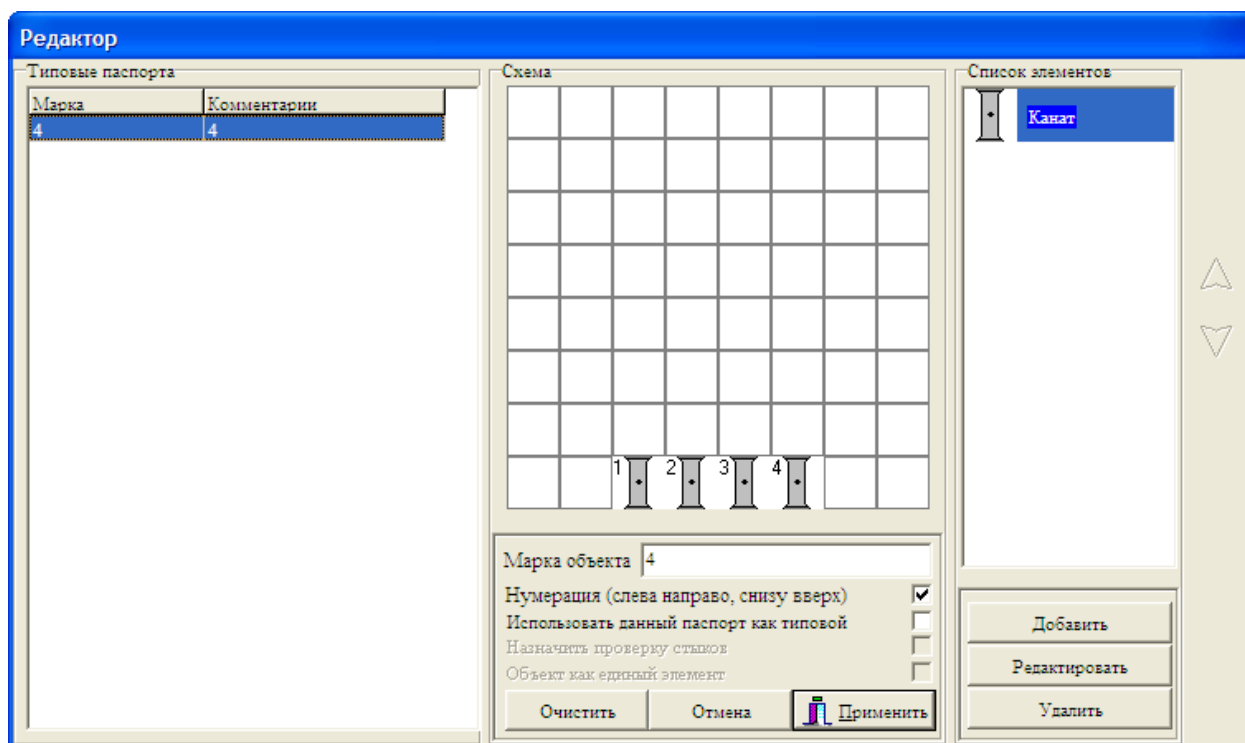 Редактор
Типовые паспорта
Марка Комментарии
4 4
Схема
1 2 3 4
Марка объекта 4
Нумерация (слева направо, снизу вверх)
Использовать данный паспорт как типовой
Назначить проверку стыков
Объект как единый элемент
Очистить Отмена Применить
Список элементов
Канат
Добавить
Редактировать
Удалить